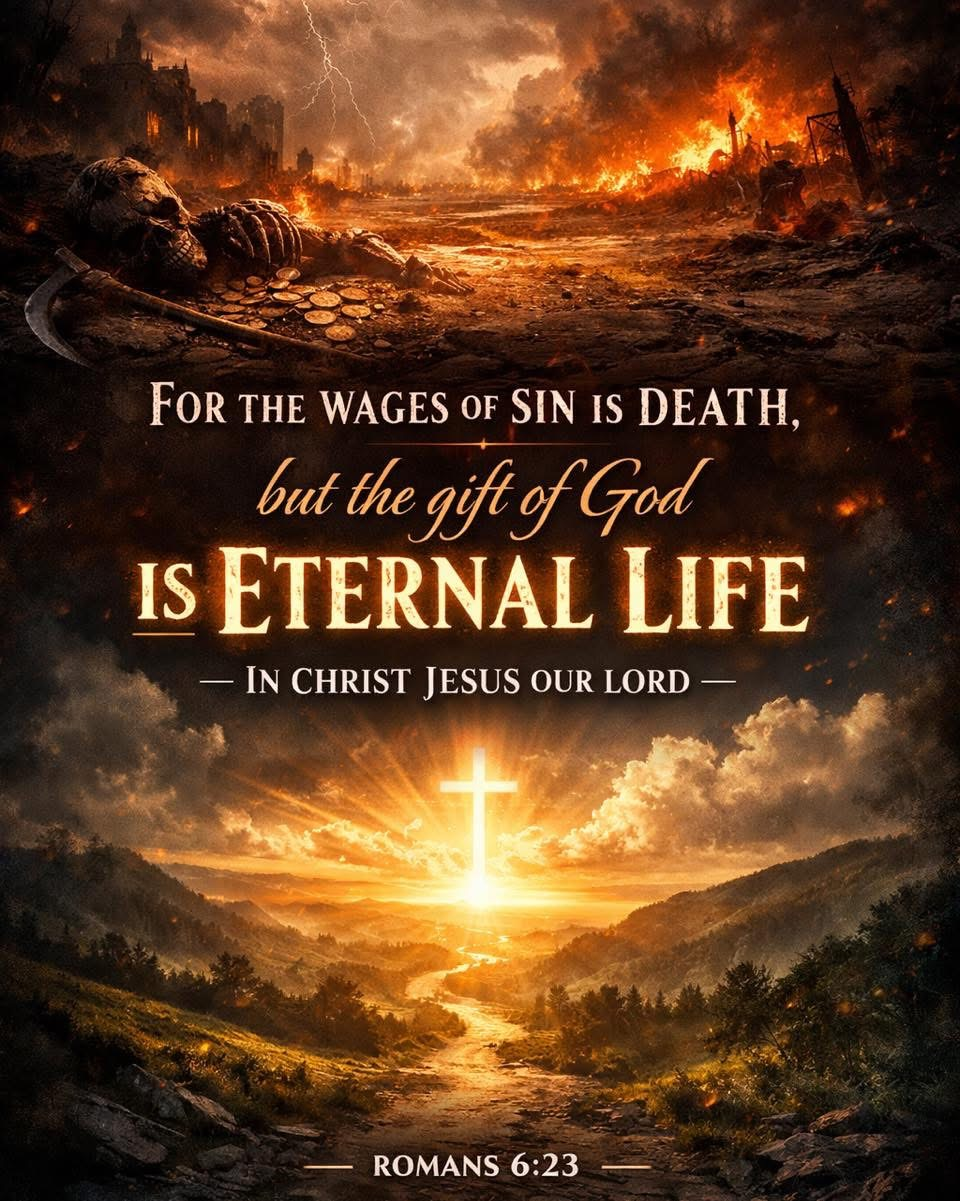 For the wages of sin is death,
but the gift of God
is Eternal Life
— In Christ Jesus our Lord —
— Romans 6:23 —